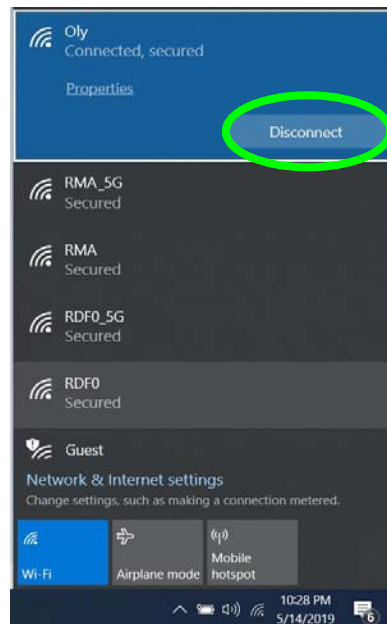 Oly
Connected, secured
Properties
Disconnect
RMA_5G
Secured
RMA
Secured
RDF0_5G
Secured
RDF0
Secured
Guest
Network & Internet settings
Change settings, such as making a connection metered.
Wi-Fi
Airplane mode
Mobile
hotspot
10:28 PM
5/14/2019
6